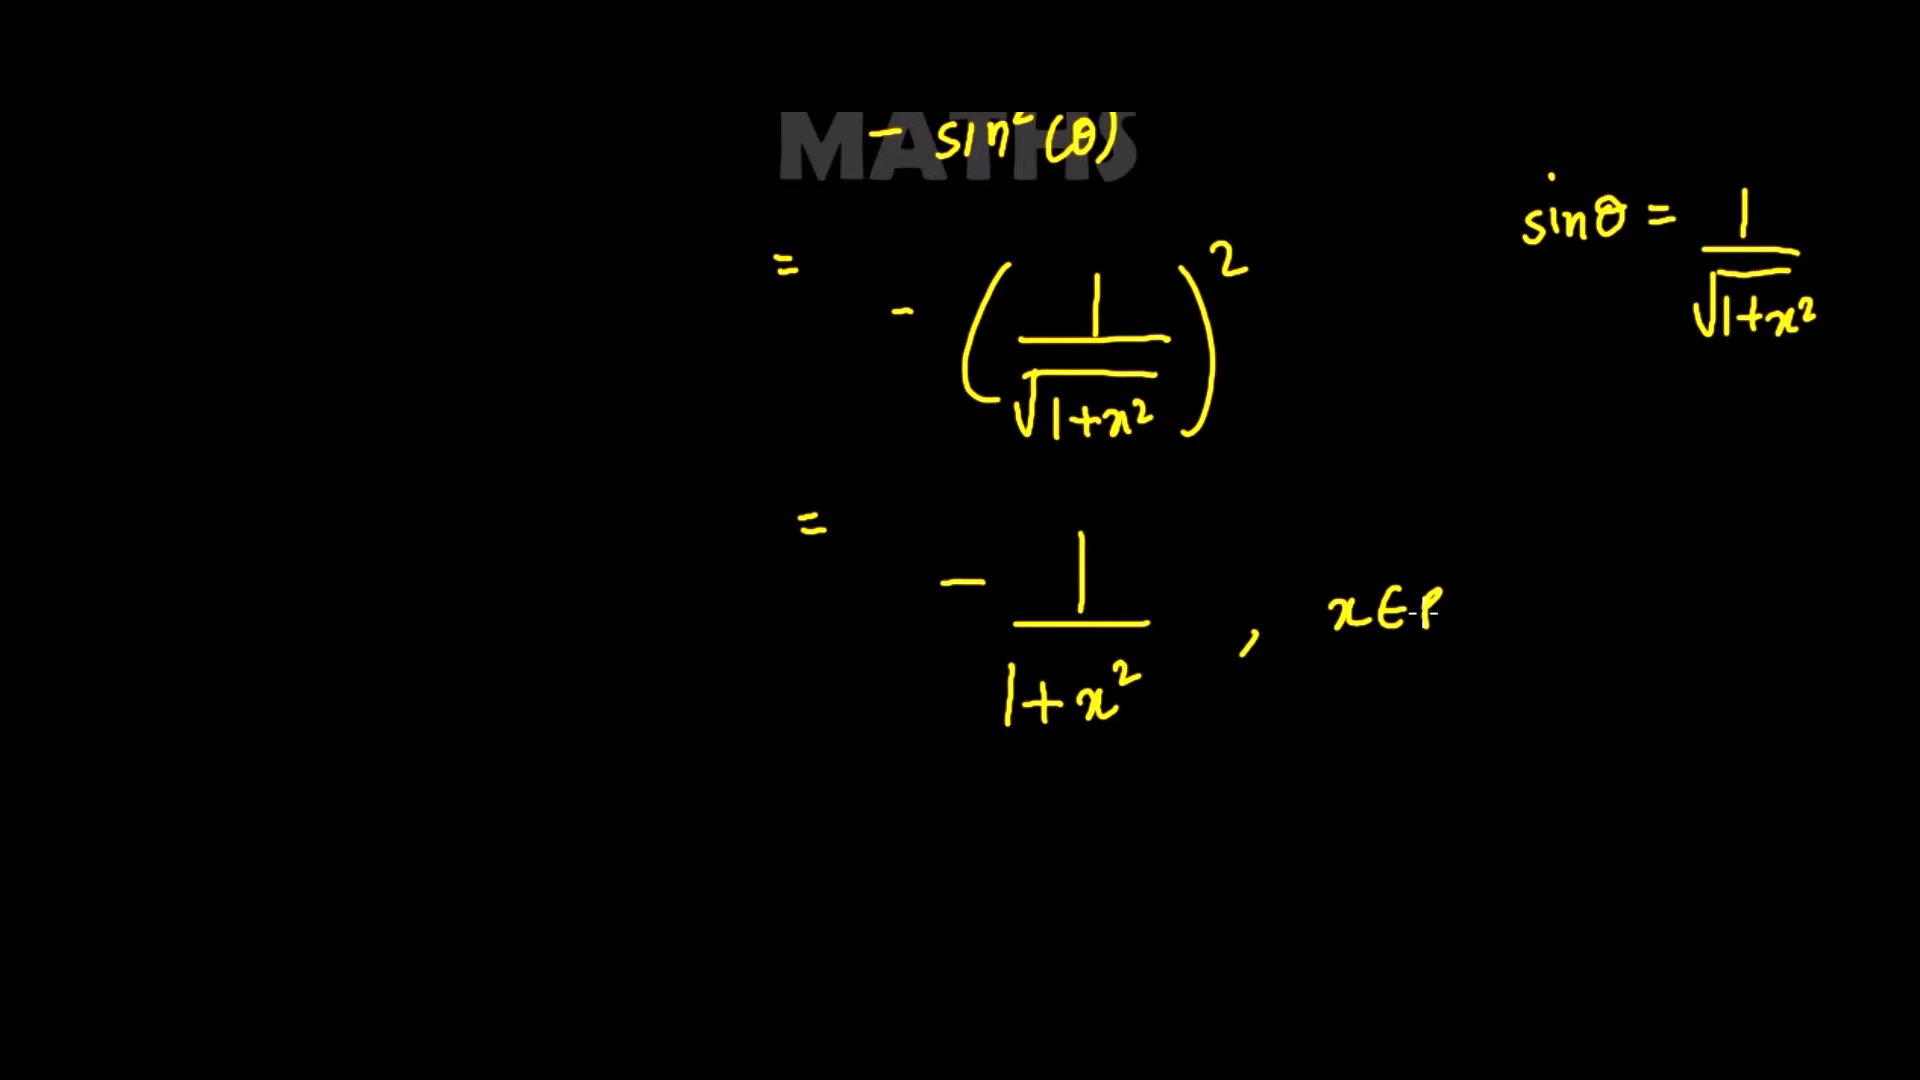 MATHS
- sin²(θ)
sinθ = 1/√(1+x²)
= - (1/√(1+x²))²
= - 1/(1+x²) , x∈